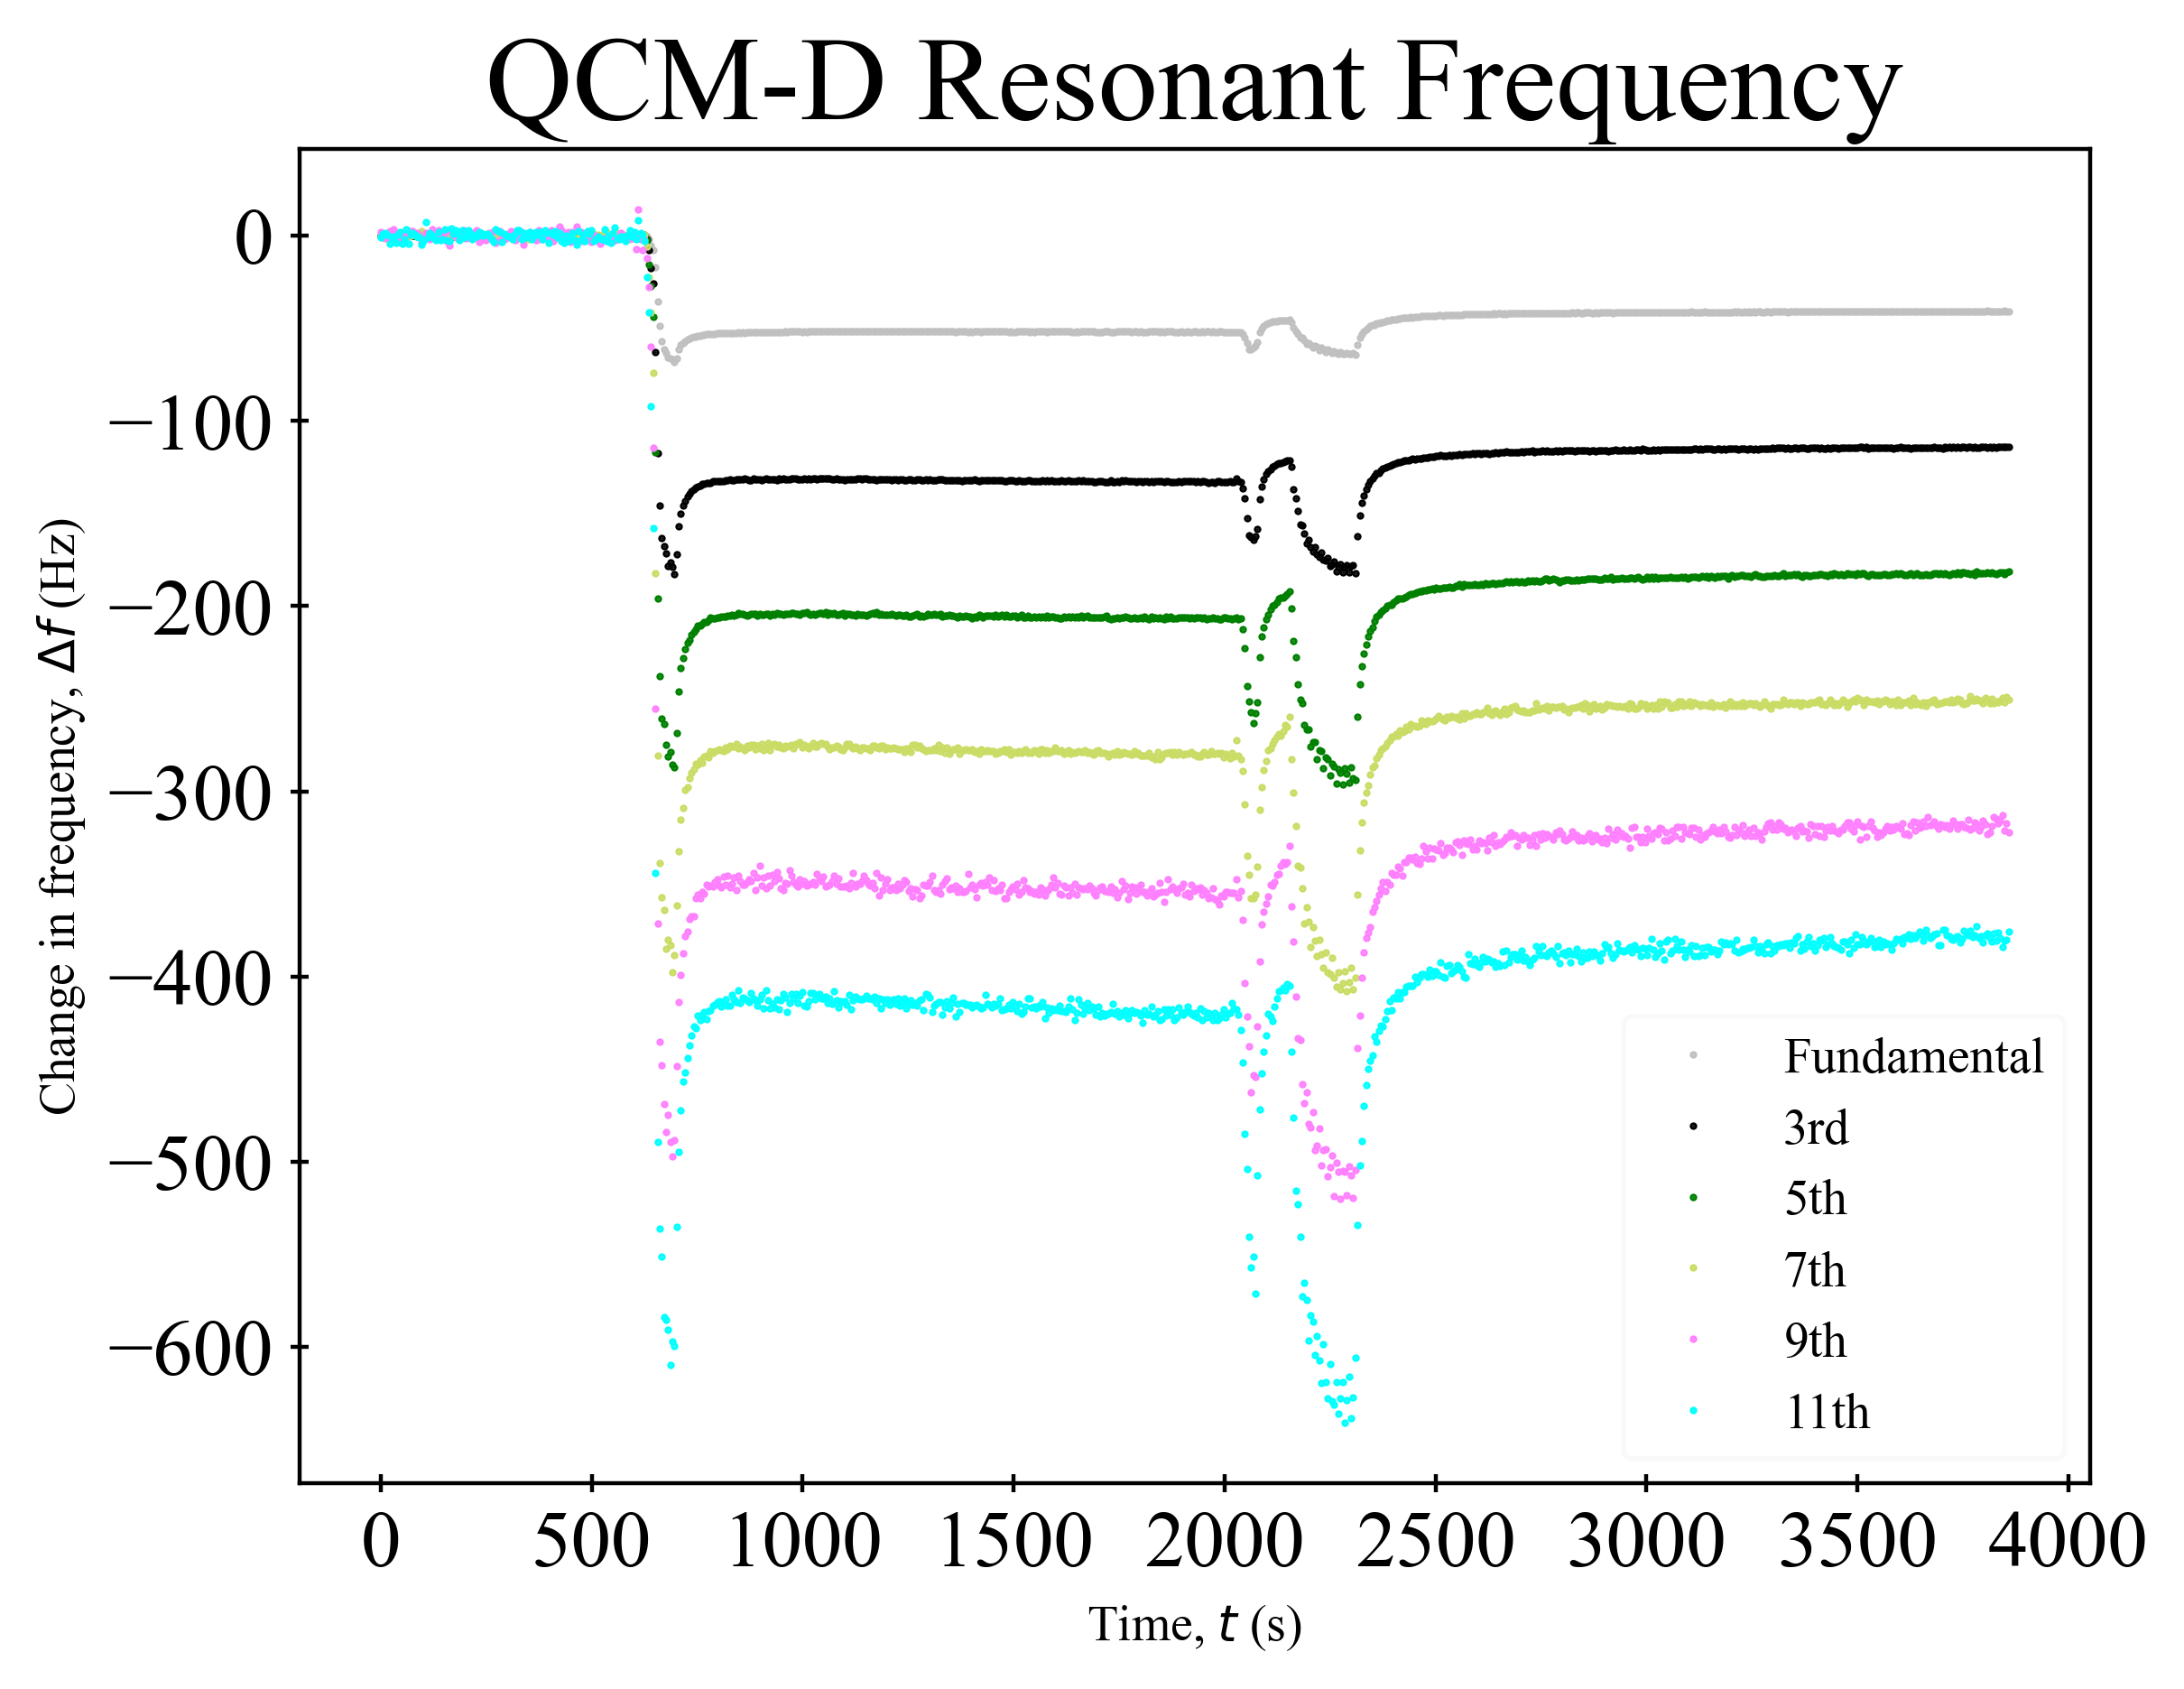 QCM-D Resonant Frequency
Change in frequency, Δf (Hz)
0
−100
−200
−300
−400
−500
−600
Fundamental
3rd
5th
7th
9th
11th
0 500 1000 1500 2000 2500 3000 3500 4000
Time, t (s)